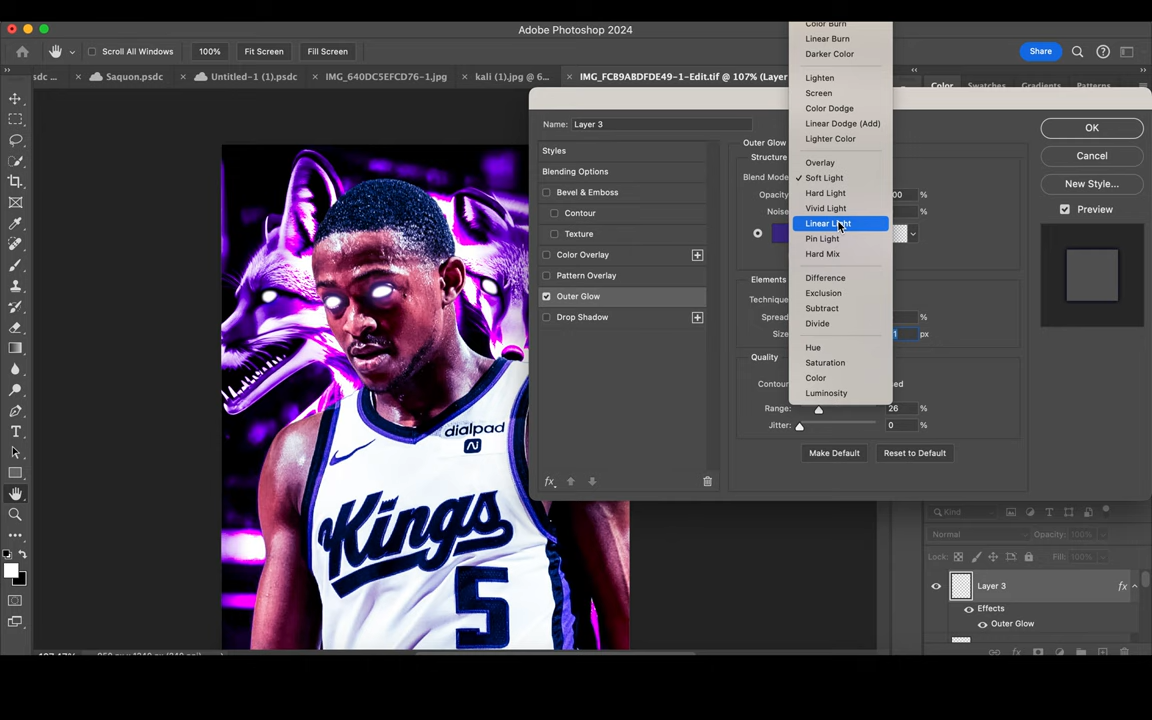 Adobe Photoshop 2024
Scroll All Windows
100%
Fit Screen
Fill Screen
Share
sdc ...
Saquon.psdc
Untitled-1 (1).psdc
IMG_640DC5EFCD76-1.jpg
kali (1).jpg @ 6...
IMG_FCB9ABDFDE49-1-Edit.tif @ 107% (Layer
Color
Swatches
Gradients
Patterns
Name: Layer 3
OK
Cancel
New Style...
Preview
Styles
Blending Options
Bevel & Emboss
Contour
Texture
Color Overlay
Pattern Overlay
Outer Glow
Drop Shadow
fx
Outer Glow
Structure
Blend Mode
Opacity
%
Noise
%
Elements
Technique
Spread
%
Size
px
Quality
Contour
Range: 26 %
Jitter: 0 %
Make Default
Reset to Default
Color Burn
Linear Burn
Darker Color
Lighten
Screen
Color Dodge
Linear Dodge (Add)
Lighter Color
Overlay
Soft Light
Hard Light
Vivid Light
Linear Light
Pin Light
Hard Mix
Difference
Exclusion
Subtract
Divide
Hue
Saturation
Color
Luminosity
dialpad
Kings
5
Kind
Normal
Opacity: 100%
Lock:
Fill: 100%
Layer 3
fx
Effects
Outer Glow